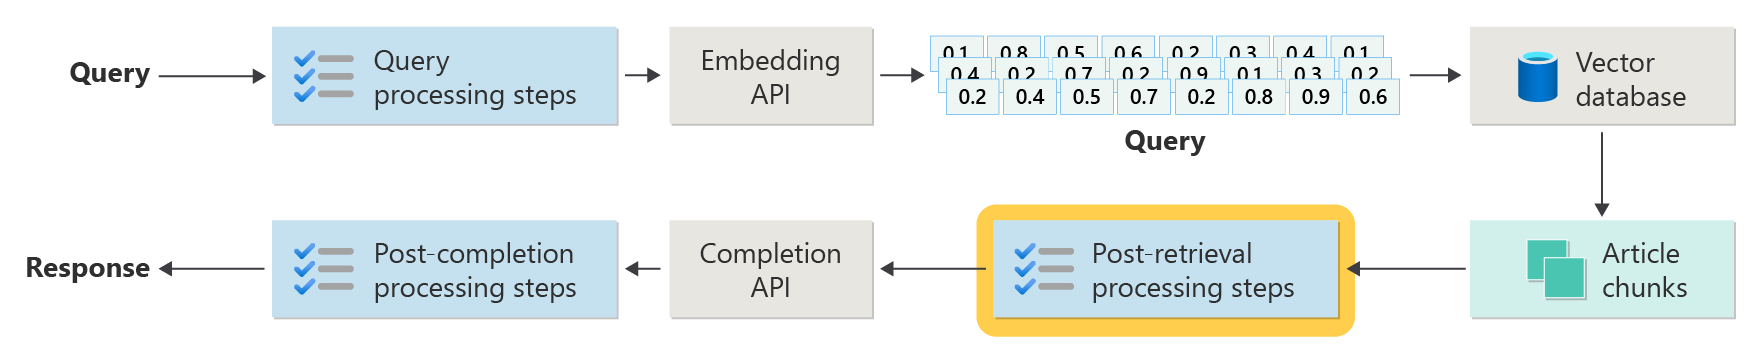 Query
Query
processing steps
Embedding
API
0.1 0.8 0.5 0.6 0.2 0.3 0.4 0.1
0.4 0.2 0.7 0.2 0.9 0.1 0.3 0.2
0.2 0.4 0.5 0.7 0.2 0.8 0.9 0.6
Query
Vector
database
Article
chunks
Post-retrieval
processing steps
Completion
API
Post-completion
processing steps
Response